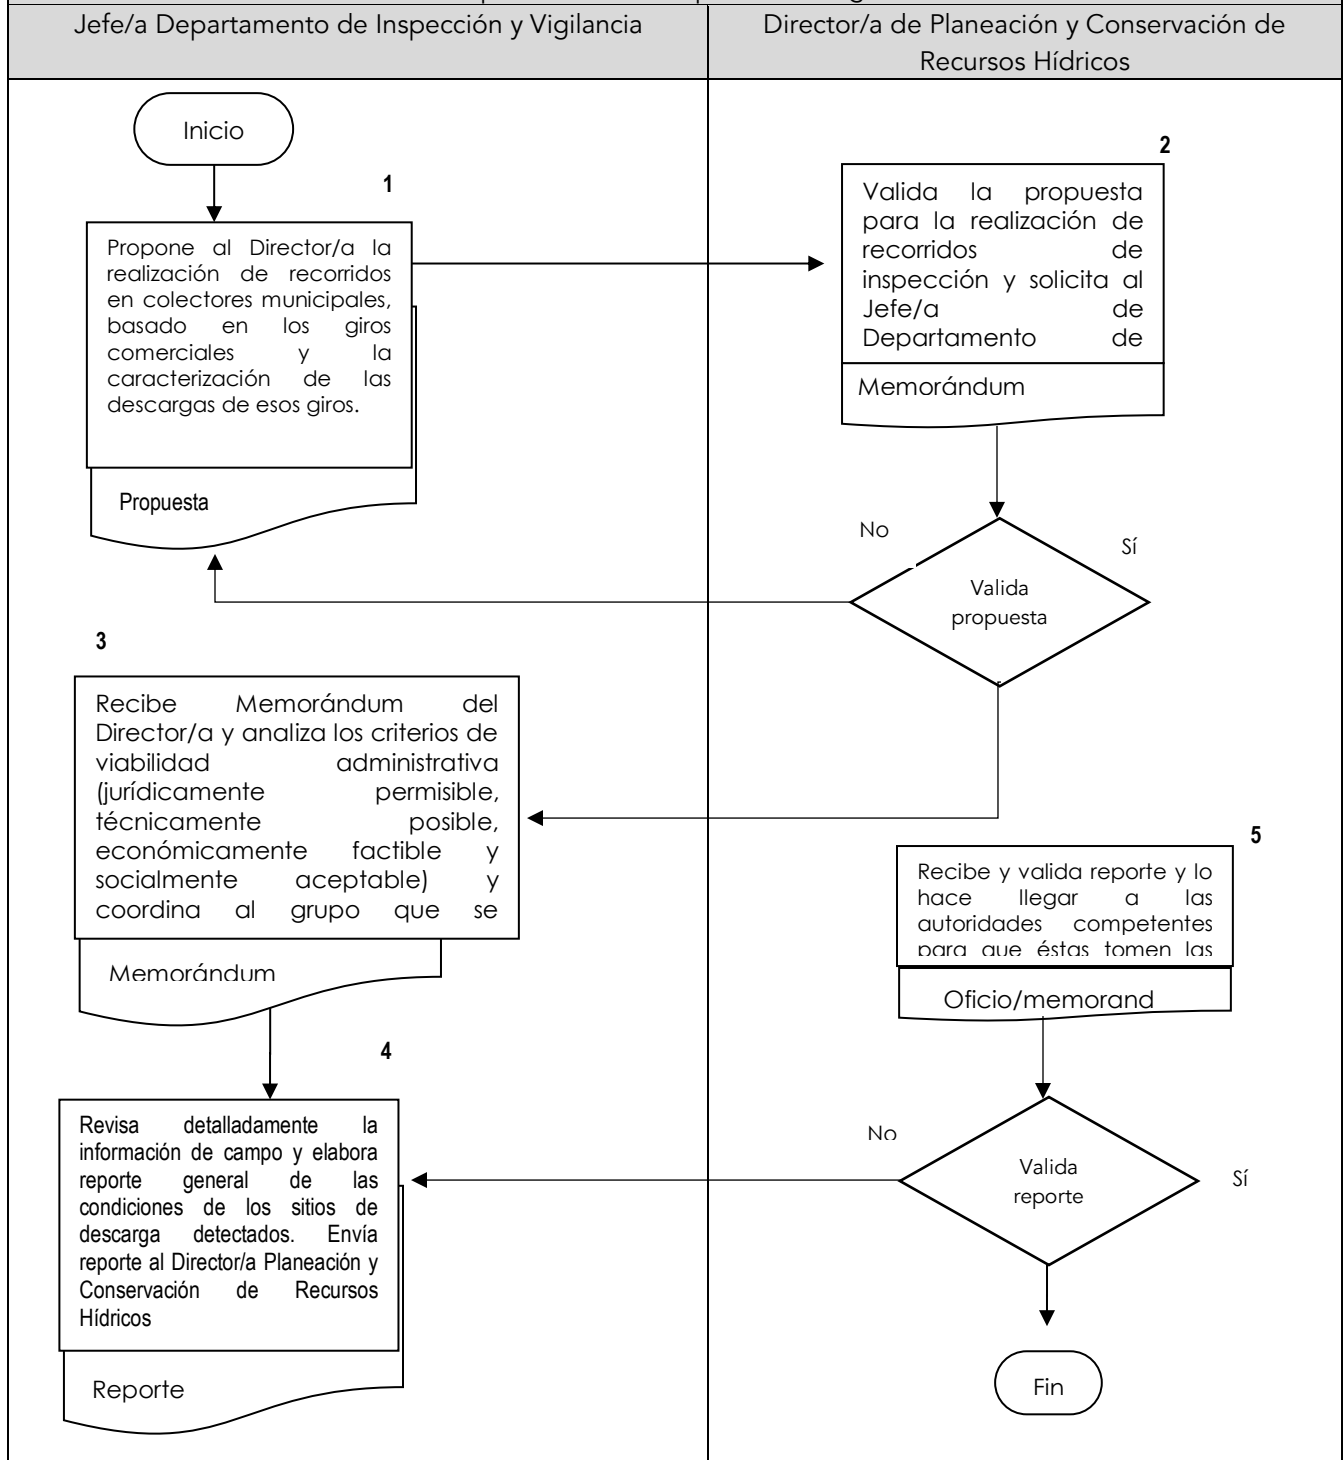 Jefe/a Departamento de Inspección y Vigilancia
Director/a de Planeación y Conservación de
Recursos Hídricos
Inicio
1
Propone al Director/a la
realización de recorridos
en colectores municipales,
basado en los giros
comerciales y la
caracterización de las
descargas de esos giros.
Propuesta
2
Valida la propuesta
para la realización de
recorridos de
inspección y solicita al
Jefe/a de
Departamento de
Memorándum
No
Sí
Valida
propuesta
3
Recibe Memorándum del
Director/a y analiza los criterios de
viabilidad administrativa
(jurídicamente permisible,
técnicamente posible,
económicamente factible y
socialmente aceptable) y
coordina al grupo que se
Memorándum
4
Revisa detalladamente la
información de campo y elabora
reporte general de las
condiciones de los sitios de
descarga detectados. Envía
reporte al Director/a Planeación y
Conservación de Recursos
Hídricos
Reporte
5
Recibe y valida reporte y lo
hace llegar a las
autoridades competentes
para que éstas tomen las
Oficio/memorand
No
Sí
Valida
reporte
Fin